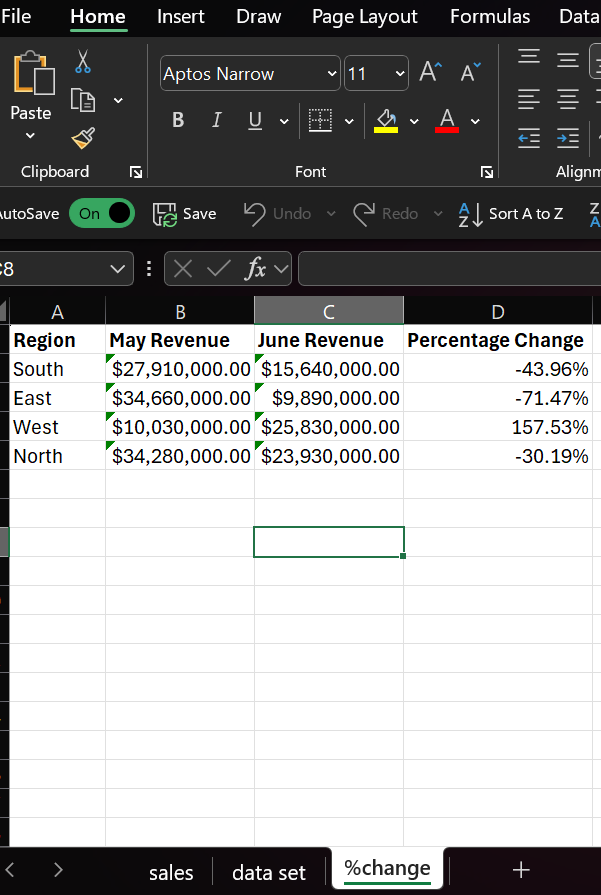 File Home Insert Draw Page Layout Formulas Data
Aptos Narrow 11 A A
Paste B I U A
Clipboard Font Alignm
utoSave On Save Undo Redo A Z Sort A to Z Z A
8 fx
A B C D
Region May Revenue June Revenue Percentage Change
South $27,910,000.00 $15,640,000.00 -43.96%
East $34,660,000.00 $9,890,000.00 -71.47%
West $10,030,000.00 $25,830,000.00 157.53%
North $34,280,000.00 $23,930,000.00 -30.19%
sales data set %change